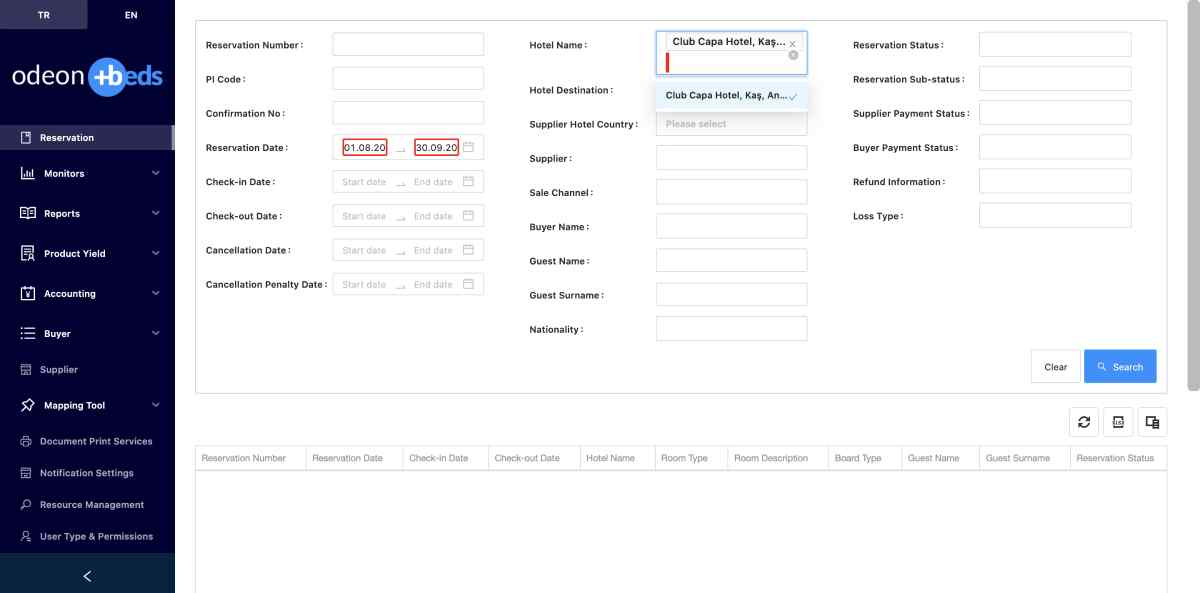 TR
EN
odeon +beds
Reservation
Monitors
Reports
Product Yield
Accounting
Buyer
Supplier
Mapping Tool
Document Print Services
Notification Settings
Resource Management
User Type & Permissions
Reservation Number :
PI Code :
Confirmation No :
Reservation Date :
01.08.20
30.09.20
Check-in Date :
Start date
End date
Check-out Date :
Start date
End date
Cancellation Date :
Start date
End date
Cancellation Penalty Date :
Start date
End date
Hotel Name :
Club Capa Hotel, Kaş...
Club Capa Hotel, Kaş, An...
Hotel Destination :
Supplier Hotel Country :
Please select
Supplier :
Sale Channel :
Buyer Name :
Guest Name :
Guest Surname :
Nationality :
Reservation Status :
Reservation Sub-status :
Supplier Payment Status :
Buyer Payment Status :
Refund Information :
Loss Type :
Clear
Search
Reservation Number
Reservation Date
Check-in Date
Check-out Date
Hotel Name
Room Type
Room Description
Board Type
Guest Name
Guest Surname
Reservation Status